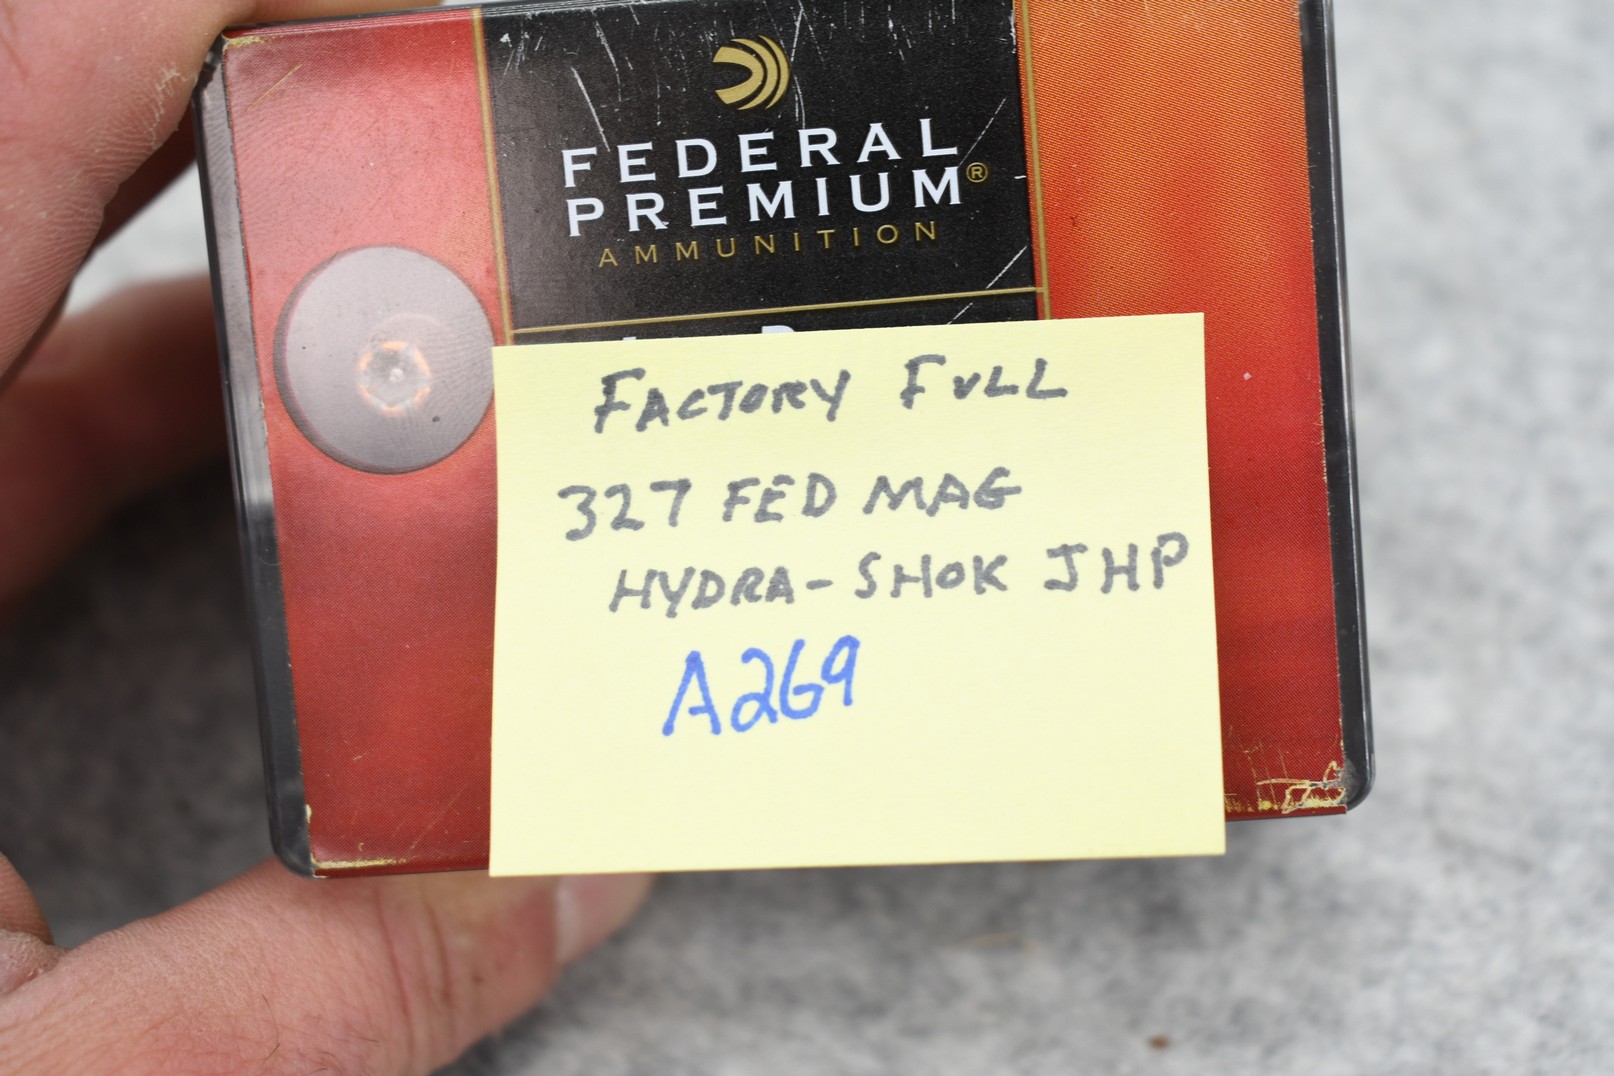 FEDERAL
PREMIUM®
AMMUNITION
FACTORY FULL
327 FED MAG
HYDRA-SHOK JHP
A269